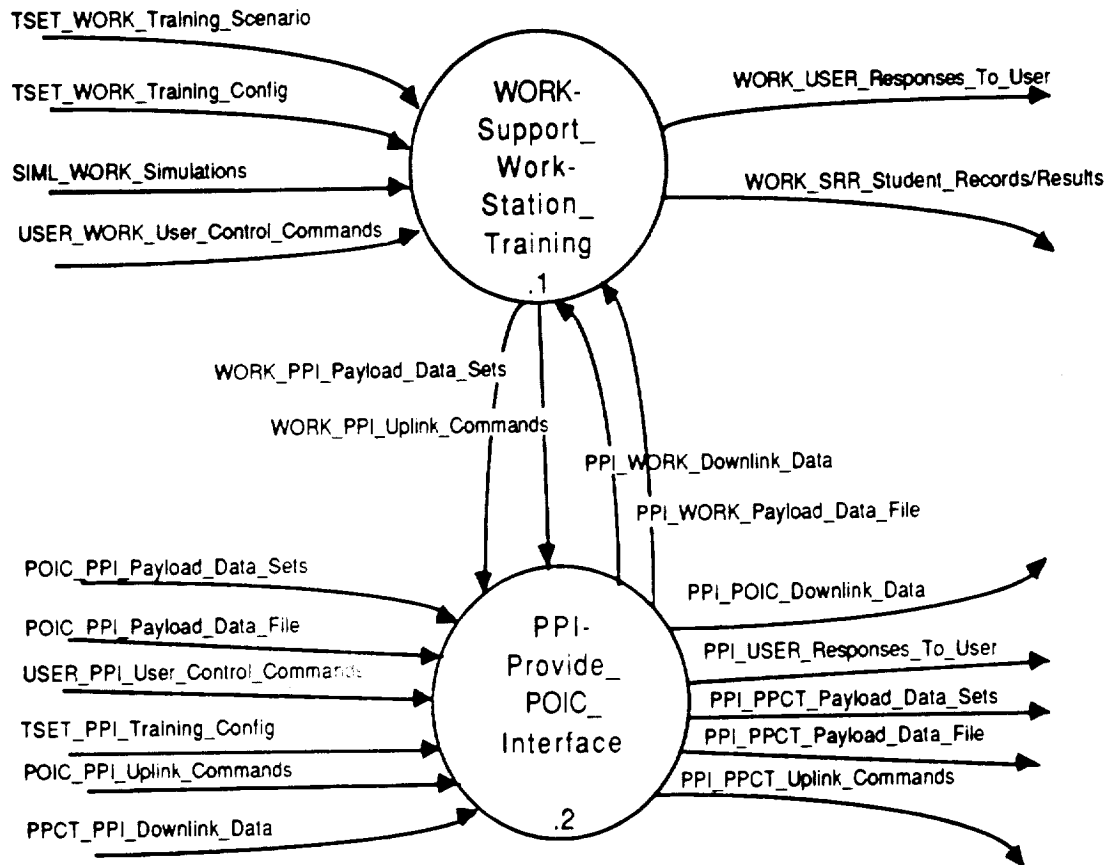 TSET_WORK_Training_Scenario
TSET_WORK_Training_Config
SIML_WORK_Simulations
USER_WORK_User_Control_Commands
WORK-
Support_
Work-
Station_
Training
.1
WORK_USER_Responses_To_User
WORK_SRR_Student_Records/Results
WORK_PPI_Payload_Data_Sets
WORK_PPI_Uplink_Commands
PPI_WORK_Downlink_Data
PPI_WORK_Payload_Data_File
POIC_PPI_Payload_Data_Sets
POIC_PPI_Payload_Data_File
USER_PPI_User_Control_Commands
TSET_PPI_Training_Config
POIC_PPI_Uplink_Commands
PPCT_PPI_Downlink_Data
PPI-
Provide_
POIC_
Interface
.2
PPI_POIC_Downlink_Data
PPI_USER_Responses_To_User
PPI_PPCT_Payload_Data_Sets
PPI_PPCT_Payload_Data_File
PPI_PPCT_Uplink_Commands